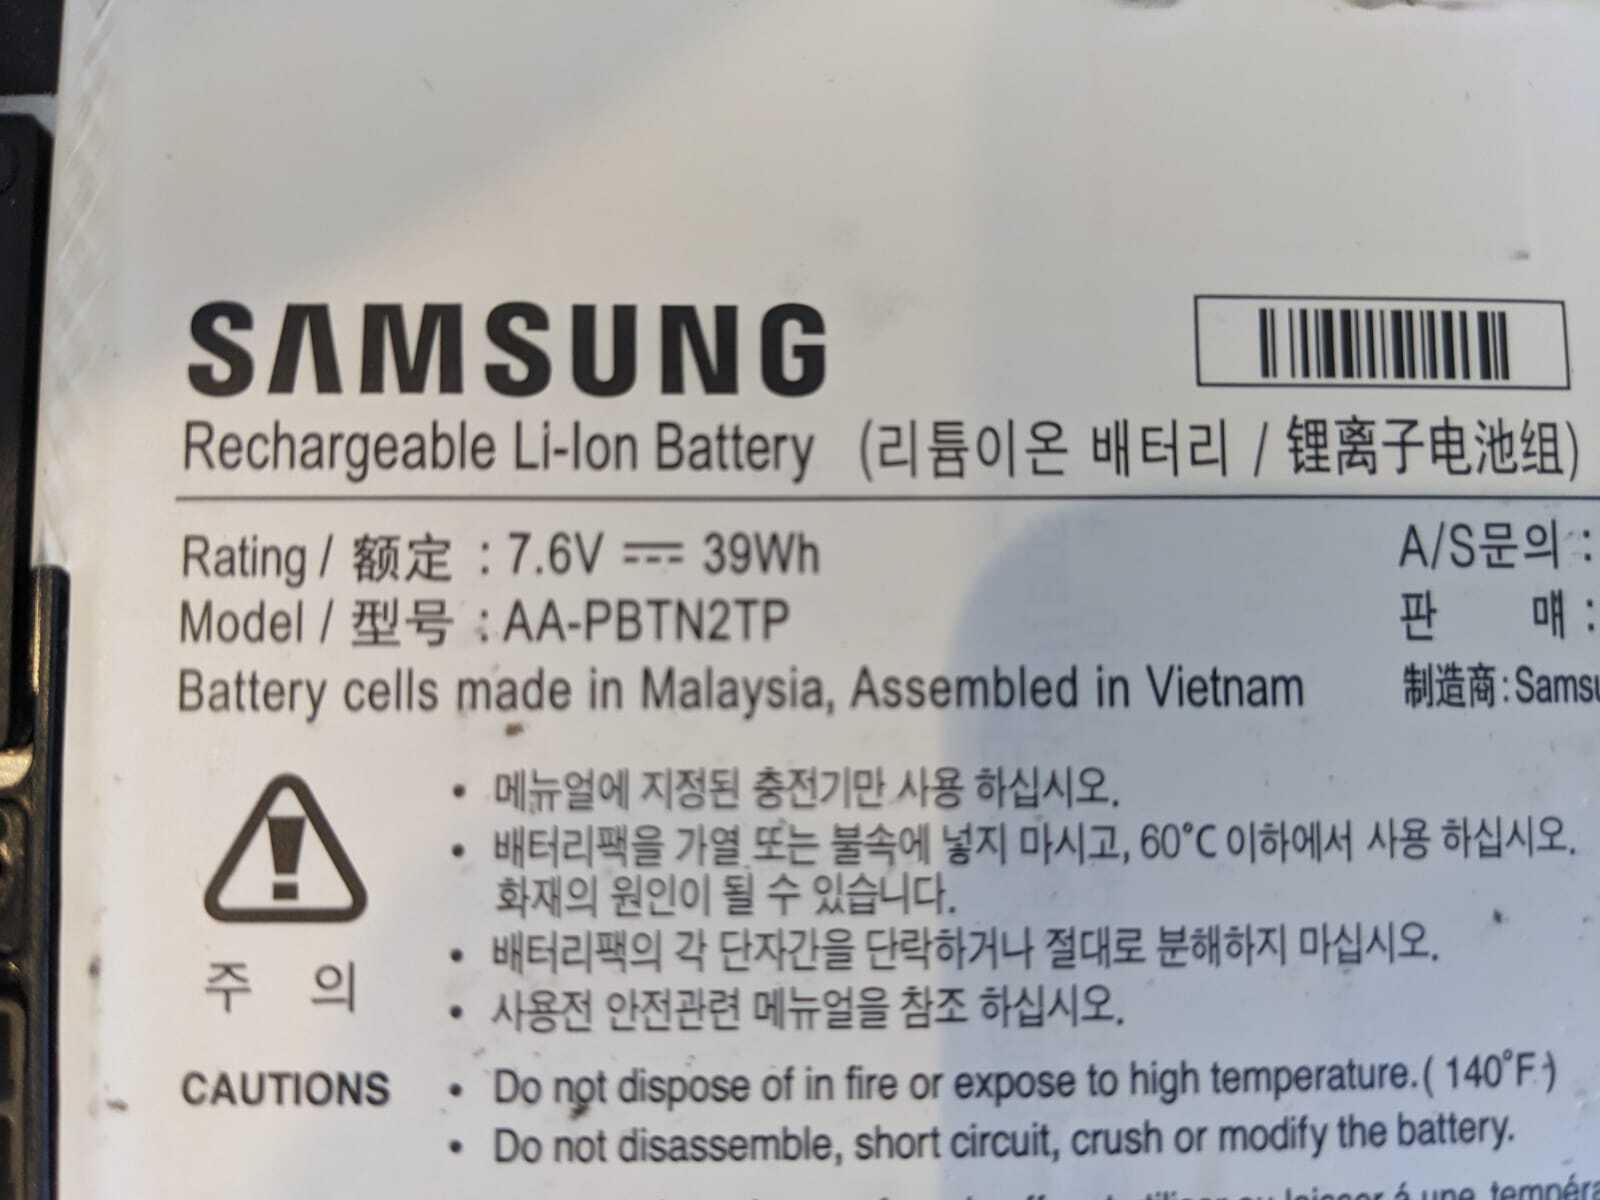 SAMSUNG
Rechargeable Li-Ion Battery (리튬이온 배터리 / 锂离子电池组)
Rating / 额定 : 7.6V 39Wh
A/S문의 :
Model / 型号 : AA-PBTN2TP
판 매 :
Battery cells made in Malaysia, Assembled in Vietnam
制造商: Samsu
• 메뉴얼에 지정된 충전기만 사용 하십시오.
• 배터리팩을 가열 또는 불속에 넣지 마시고, 60°C 이하에서 사용 하십시오.
화재의 원인이 될 수 있습니다.
• 배터리팩의 각 단자간을 단락하거나 절대로 분해하지 마십시오.
주 의
• 사용전 안전관련 메뉴얼을 참조 하십시오.
CAUTIONS • Do not dispose of in fire or expose to high temperature.( 140°F )
• Do not disassemble, short circuit, crush or modify the battery.